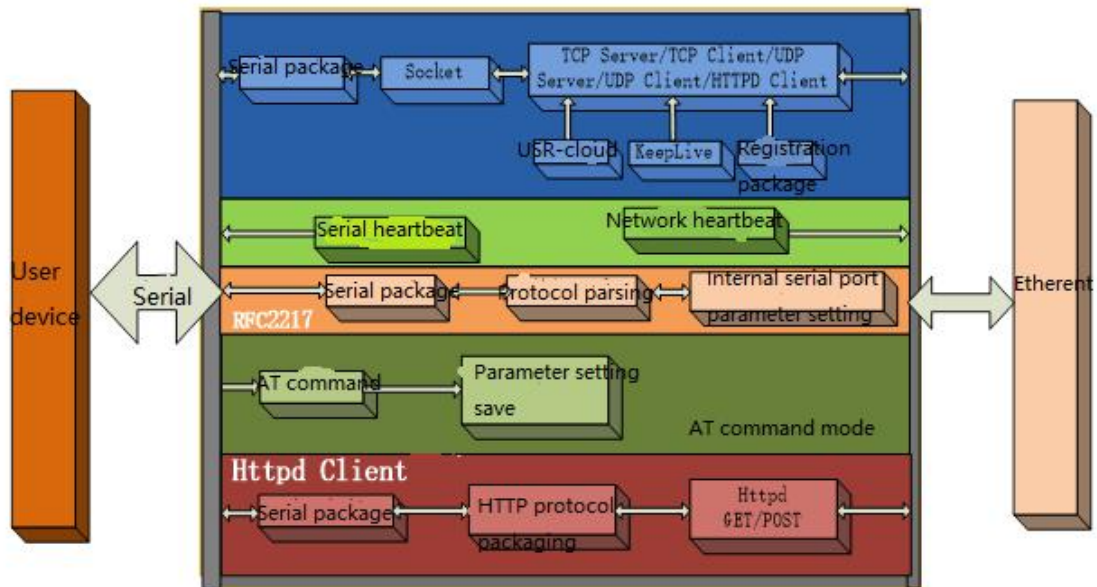 Serial package
Socket
TCP Server/TCP Client/UDP
Server/UDP Client/HTTPD Client
USR-cloud
KeepLive
Registration
package
Serial heartbeat
Network heartbeat
User
device
Serial
Serial package
Protocol parsing
Internal serial port
parameter setting
RFC2217
Etherent
AT command
Parameter setting
save
AT command mode
Httpd Client
Serial package
HTTP protocol
packaging
Httpd
GET/POST